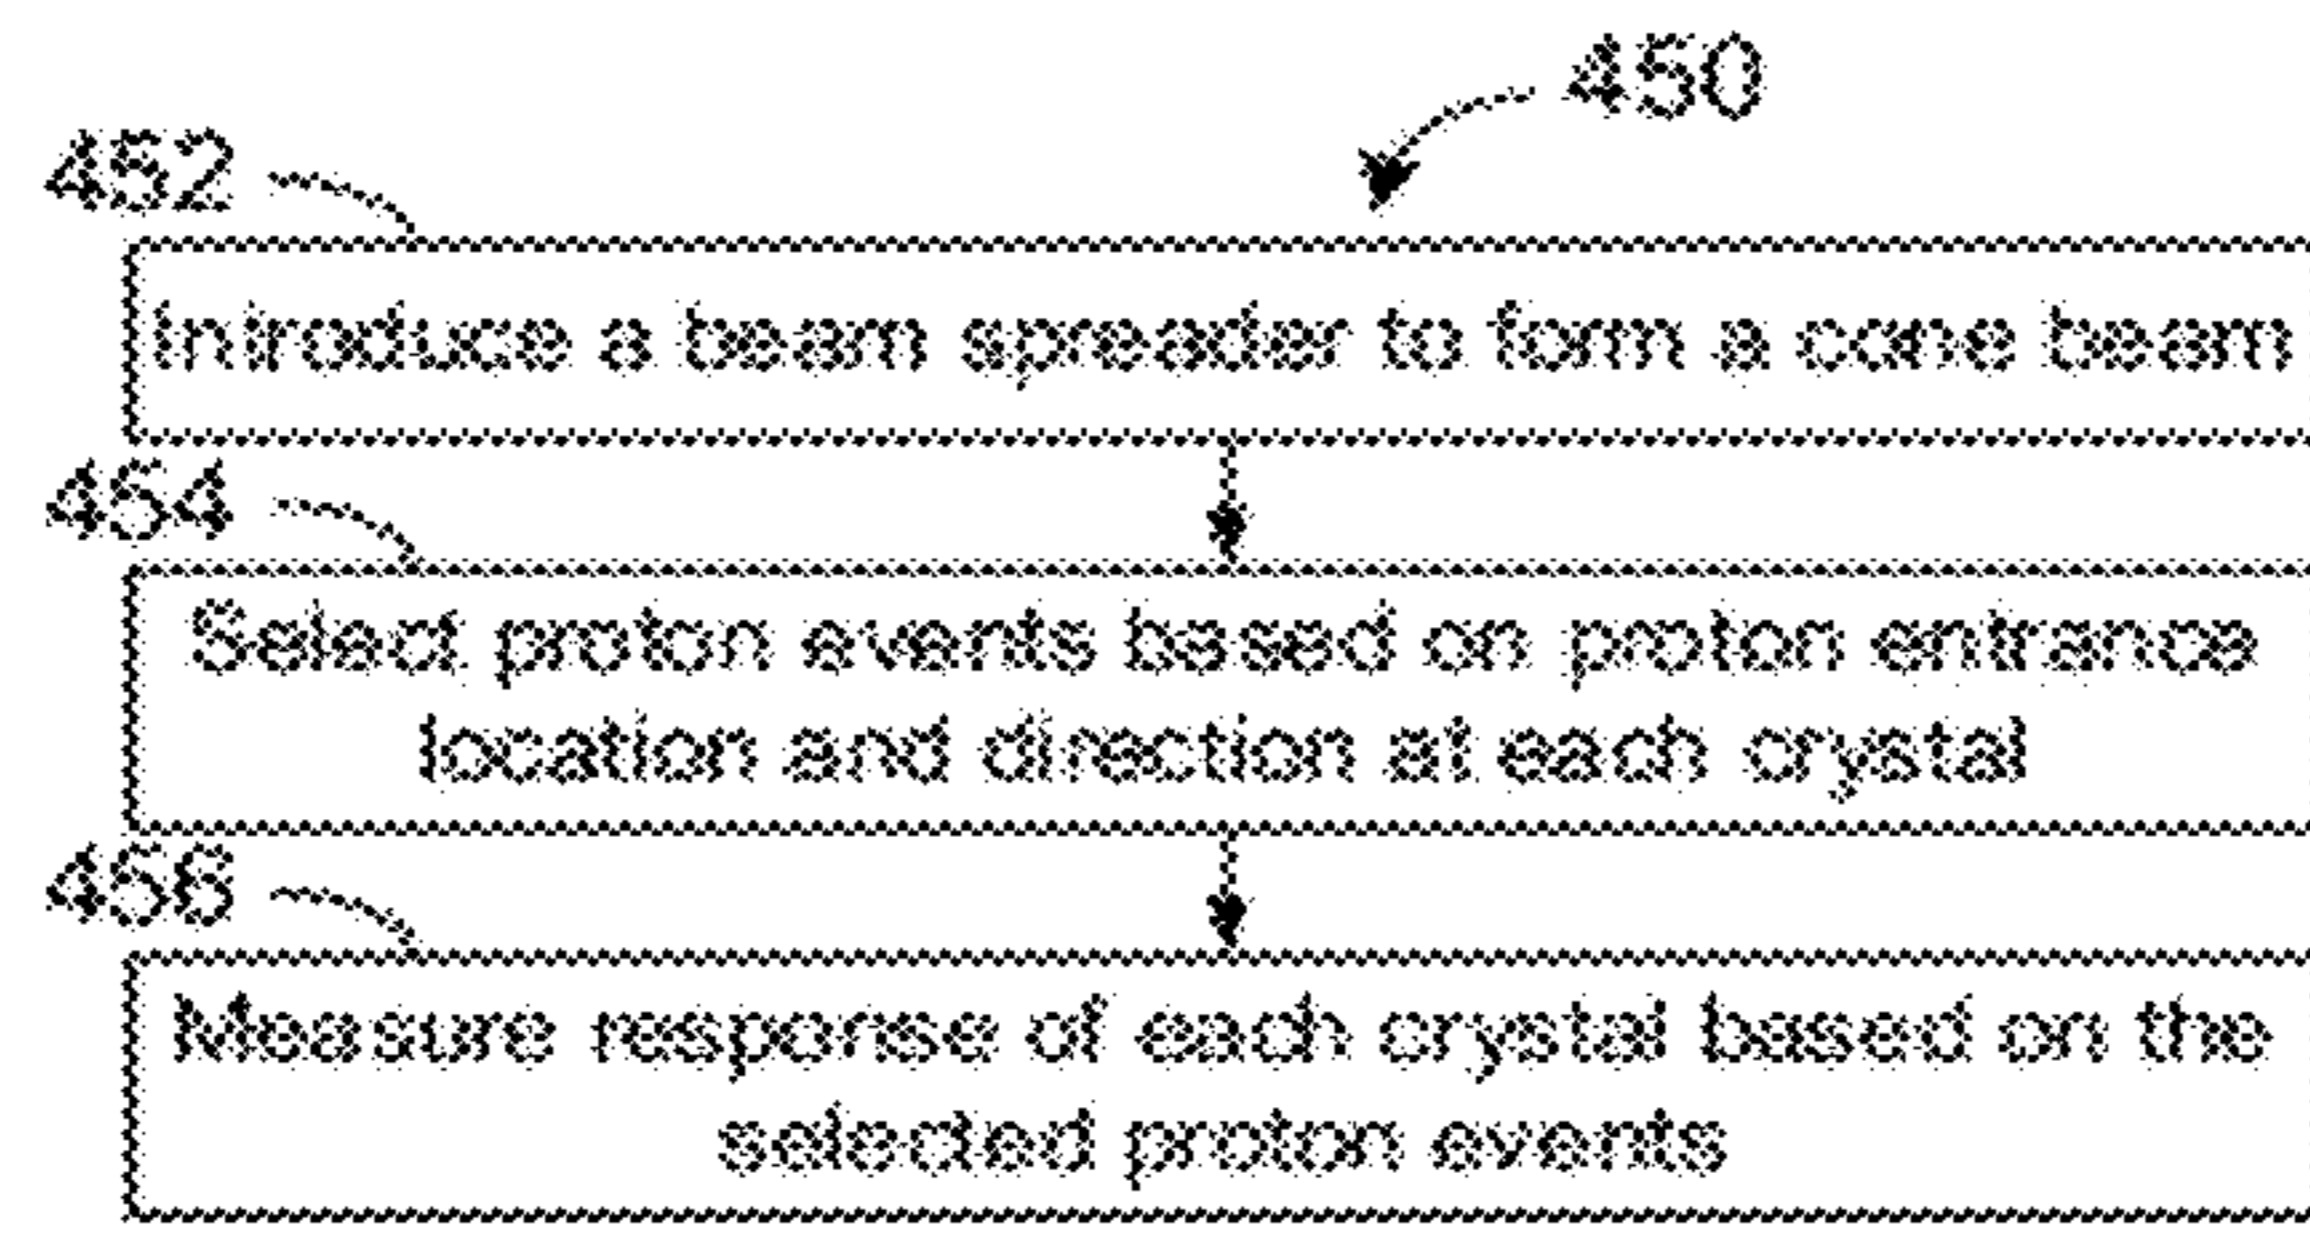 450
452
Introduce a beam spreader to form a cone beam
454
Select proton events based on proton entrance
location and direction at each crystal
456
Measure response of each crystal based on the
selected proton events